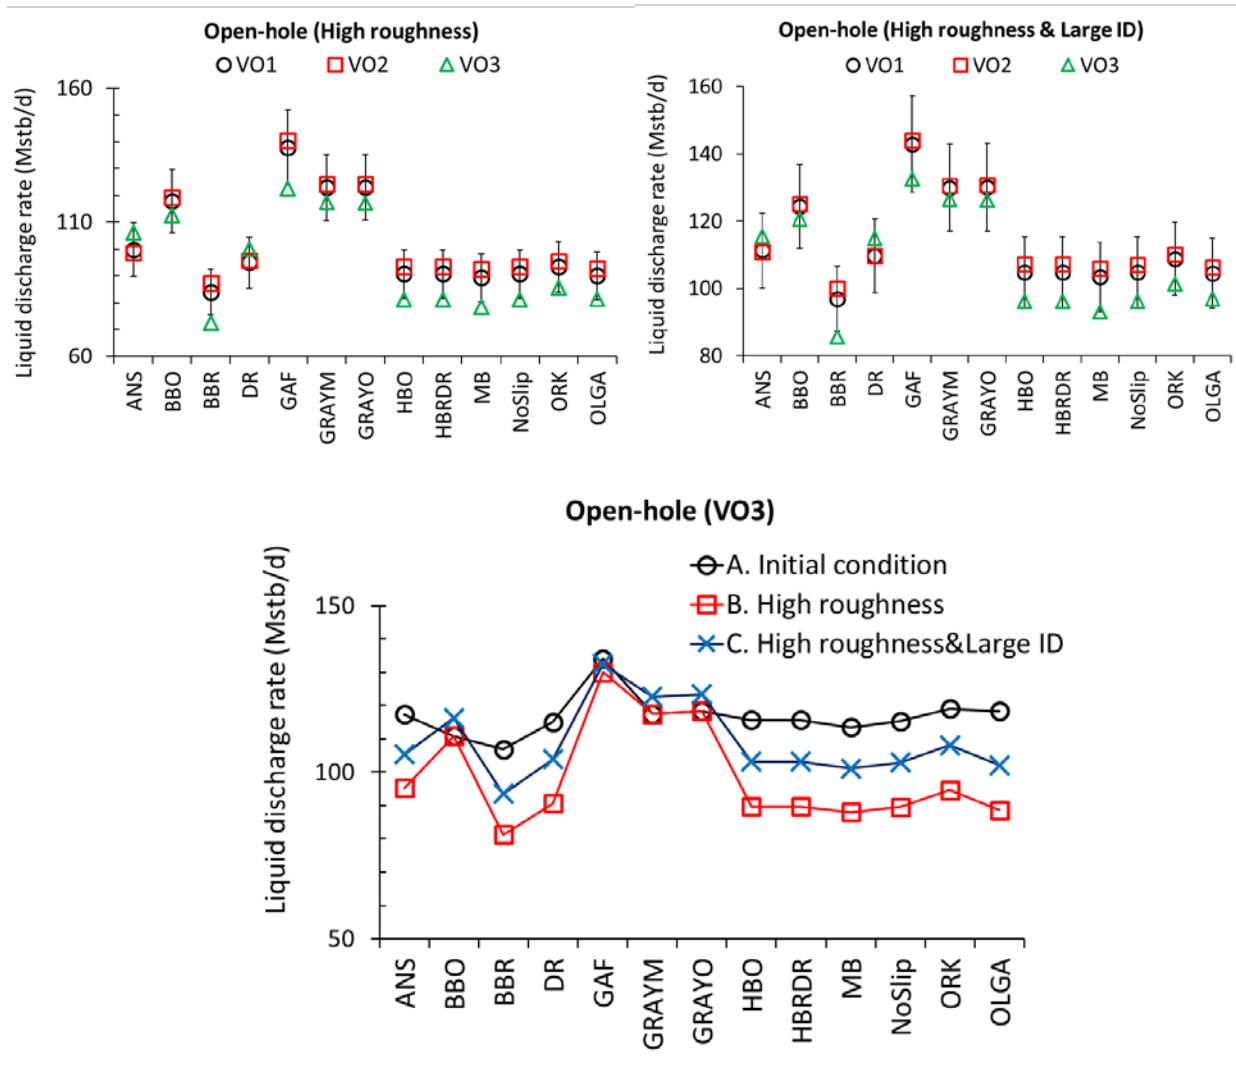 Open-hole (High roughness)
VO1 VO2 VO3
Liquid discharge rate (Mstb/d)
160
110
60
ANS BBO BBR DR GAF GRAYM GRAYO HBO HBRDR MB NoSlip ORK OLGA
Open-hole (High roughness & Large ID)
VO1 VO2 VO3
Liquid discharge rate (Mstb/d)
160
140
120
100
80
ANS BBO BBR DR GAF GRAYM GRAYO HBO HBRDR MB NoSlip ORK OLGA
Open-hole (VO3)
A. Initial condition
B. High roughness
C. High roughness&Large ID
Liquid discharge rate (Mstb/d)
150
100
50
ANS BBO BBR DR GAF GRAYM GRAYO HBO HBRDR MB NoSlip ORK OLGA